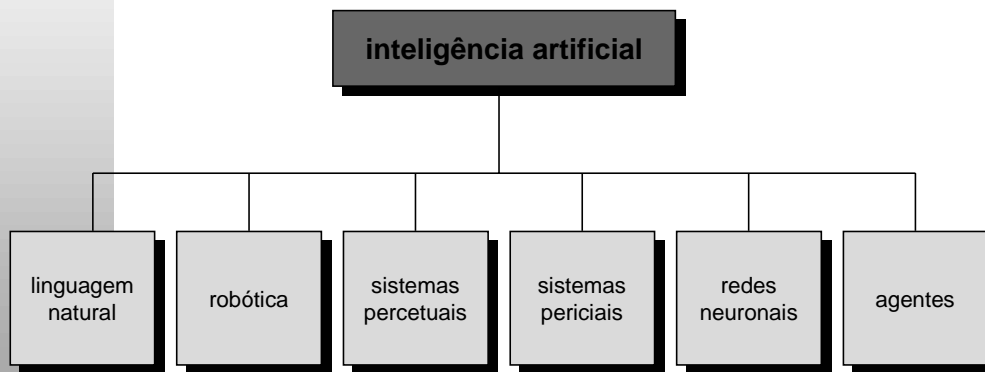 inteligência artificial
linguagem
natural
robótica
sistemas
percetuais
sistemas
periciais
redes
neuronais
agentes